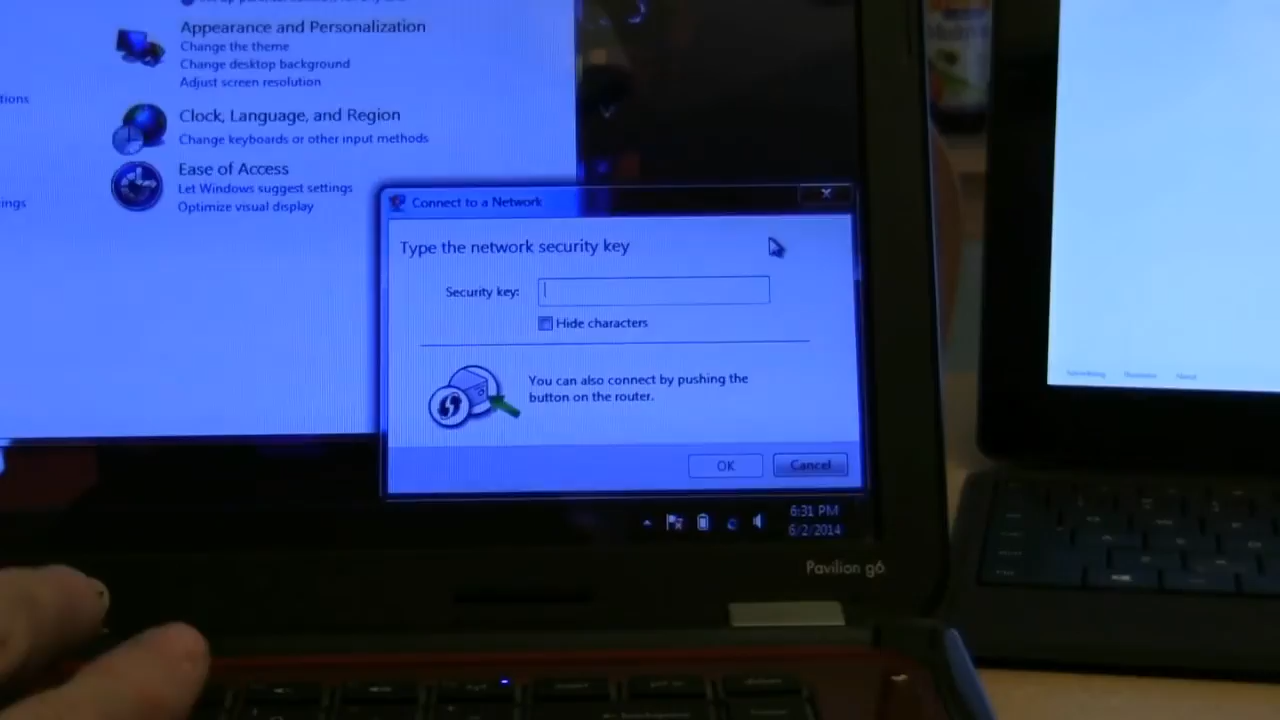 Appearance and Personalization
Change the theme
Change desktop background
Adjust screen resolution
tions
Clock, Language, and Region
Change keyboards or other input methods
Ease of Access
Let Windows suggest settings
ings
Optimize visual display
Connect to a Network
Type the network security key
Security key:
Hide characters
You can also connect by pushing the
button on the router.
OK
Cancel
6:31 PM
6/2/2014
Pavilion g6